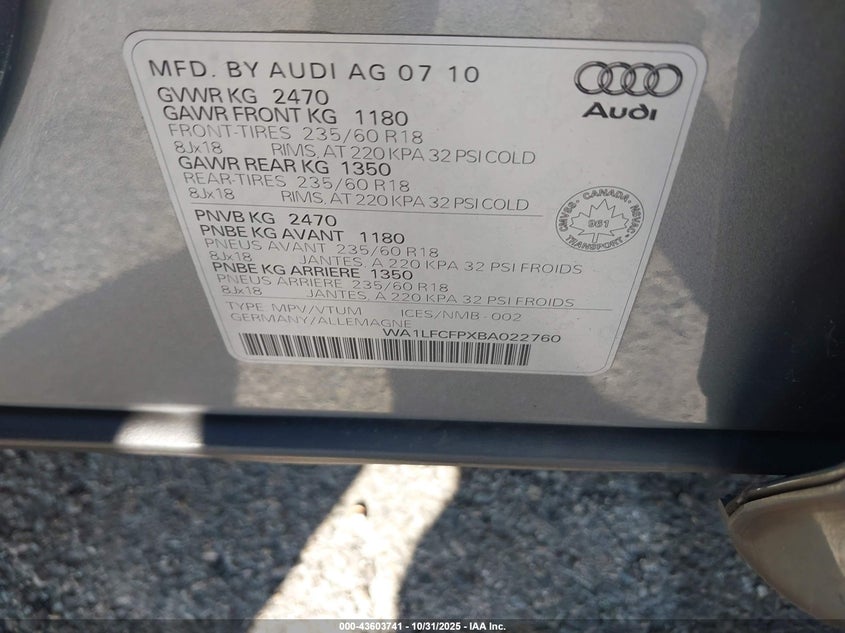 MFD. BY AUDI AG 07 10
Audi
GVWR KG 2470
GAWR FRONT KG 1180
FRONT-TIRES 235/60 R18
8Jx18 RIMS, AT 220 KPA 32 PSI COLD
GAWR REAR KG 1350
REAR-TIRES 235/60 R18
8Jx18 RIMS, AT 220 KPA 32 PSI COLD
PNVB KG 2470
PNBE KG AVANT 1180
PNEUS AVANT 235/60 R18
8Jx18 JANTES, A 220 KPA 32 PSI FROIDS
PNBE KG ARRIERE 1350
PNEUS ARRIERE 235/60 R18
8Jx18 JANTES, A 220 KPA 32 PSI FROIDS
TYPE MPV/VTUM ICES/NMB-002
GERMANY/ALLEMAGNE
WA1LFCFPXBA022760
CMVSS · CANADA · NSVAC
961
TRANSPORT
000-43603741 - 10/31/2025 - IAA Inc.